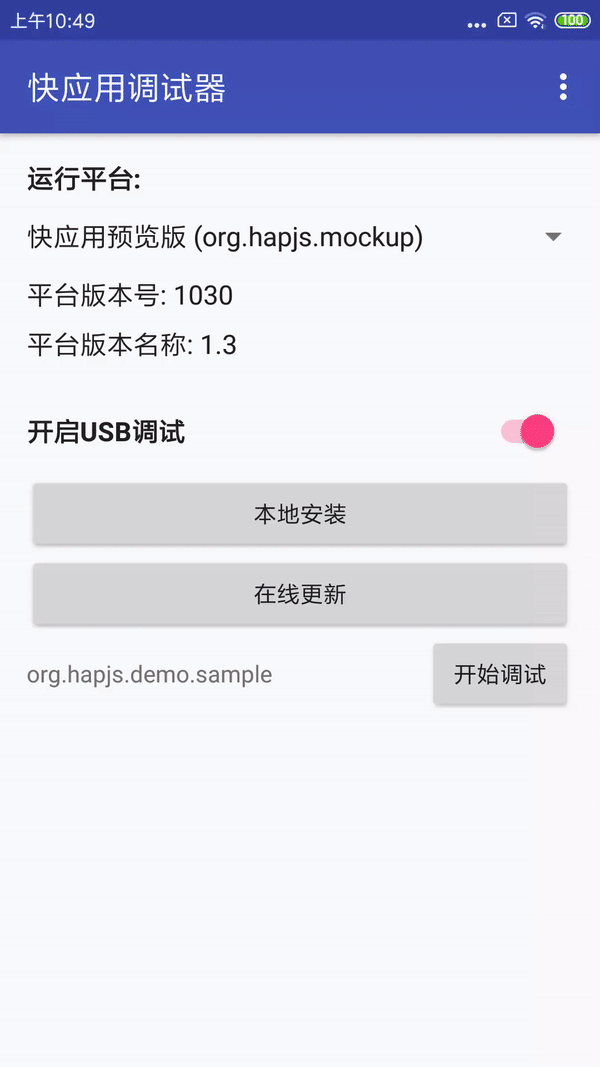 上午10:49
100
快应用调试器
运行平台:
快应用预览版 (org.hapjs.mockup)
平台版本号: 1030
平台版本名称: 1.3
开启USB调试
本地安装
在线更新
org.hapjs.demo.sample
开始调试